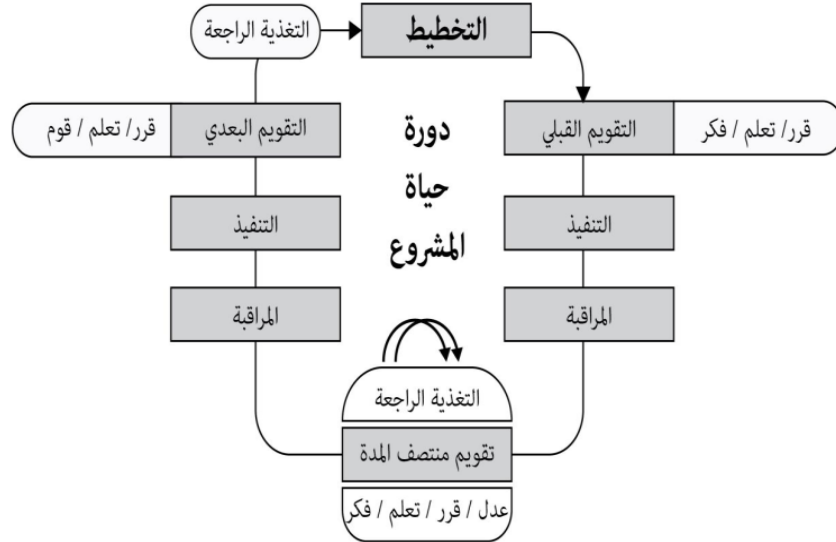 التخطيط
التغذية الراجعة
قرر/ تعلم / فكر
التقويم القبلي
دورة
حياة
المشروع
التقويم البعدي
قرر/ تعلم / قوم
التنفيذ
التنفيذ
المراقبة
المراقبة
التغذية الراجعة
تقويم منتصف المدة
عدل / قرر / تعلم / فكر